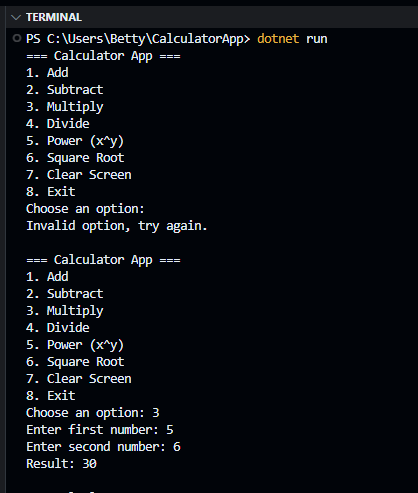 TERMINAL
PS C:\Users\Betty\CalculatorApp> dotnet run
=== Calculator App ===
1. Add
2. Subtract
3. Multiply
4. Divide
5. Power (x^y)
6. Square Root
7. Clear Screen
8. Exit
Choose an option:
Invalid option, try again.
=== Calculator App ===
1. Add
2. Subtract
3. Multiply
4. Divide
5. Power (x^y)
6. Square Root
7. Clear Screen
8. Exit
Choose an option: 3
Enter first number: 5
Enter second number: 6
Result: 30